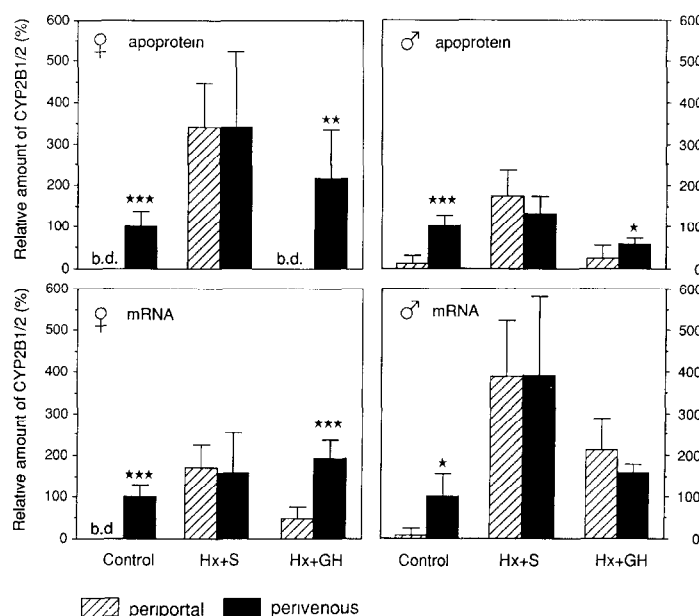 Relative amount of CYP2B1/2 (%)
600
500
400
300
200
100
0
♀ apoprotein
b.d.
★★★
b.d.
★★
♂ apoprotein
★★★
★
600
500
400
300
200
100
0
Relative amount of CYP2B1/2 (%)
600
500
400
300
200
100
0
♀ mRNA
b.d
★★★
★★★
♂ mRNA
★
600
500
400
300
200
100
0
Control Hx+S Hx+GH
Control Hx+S Hx+GH
periportal perivenous